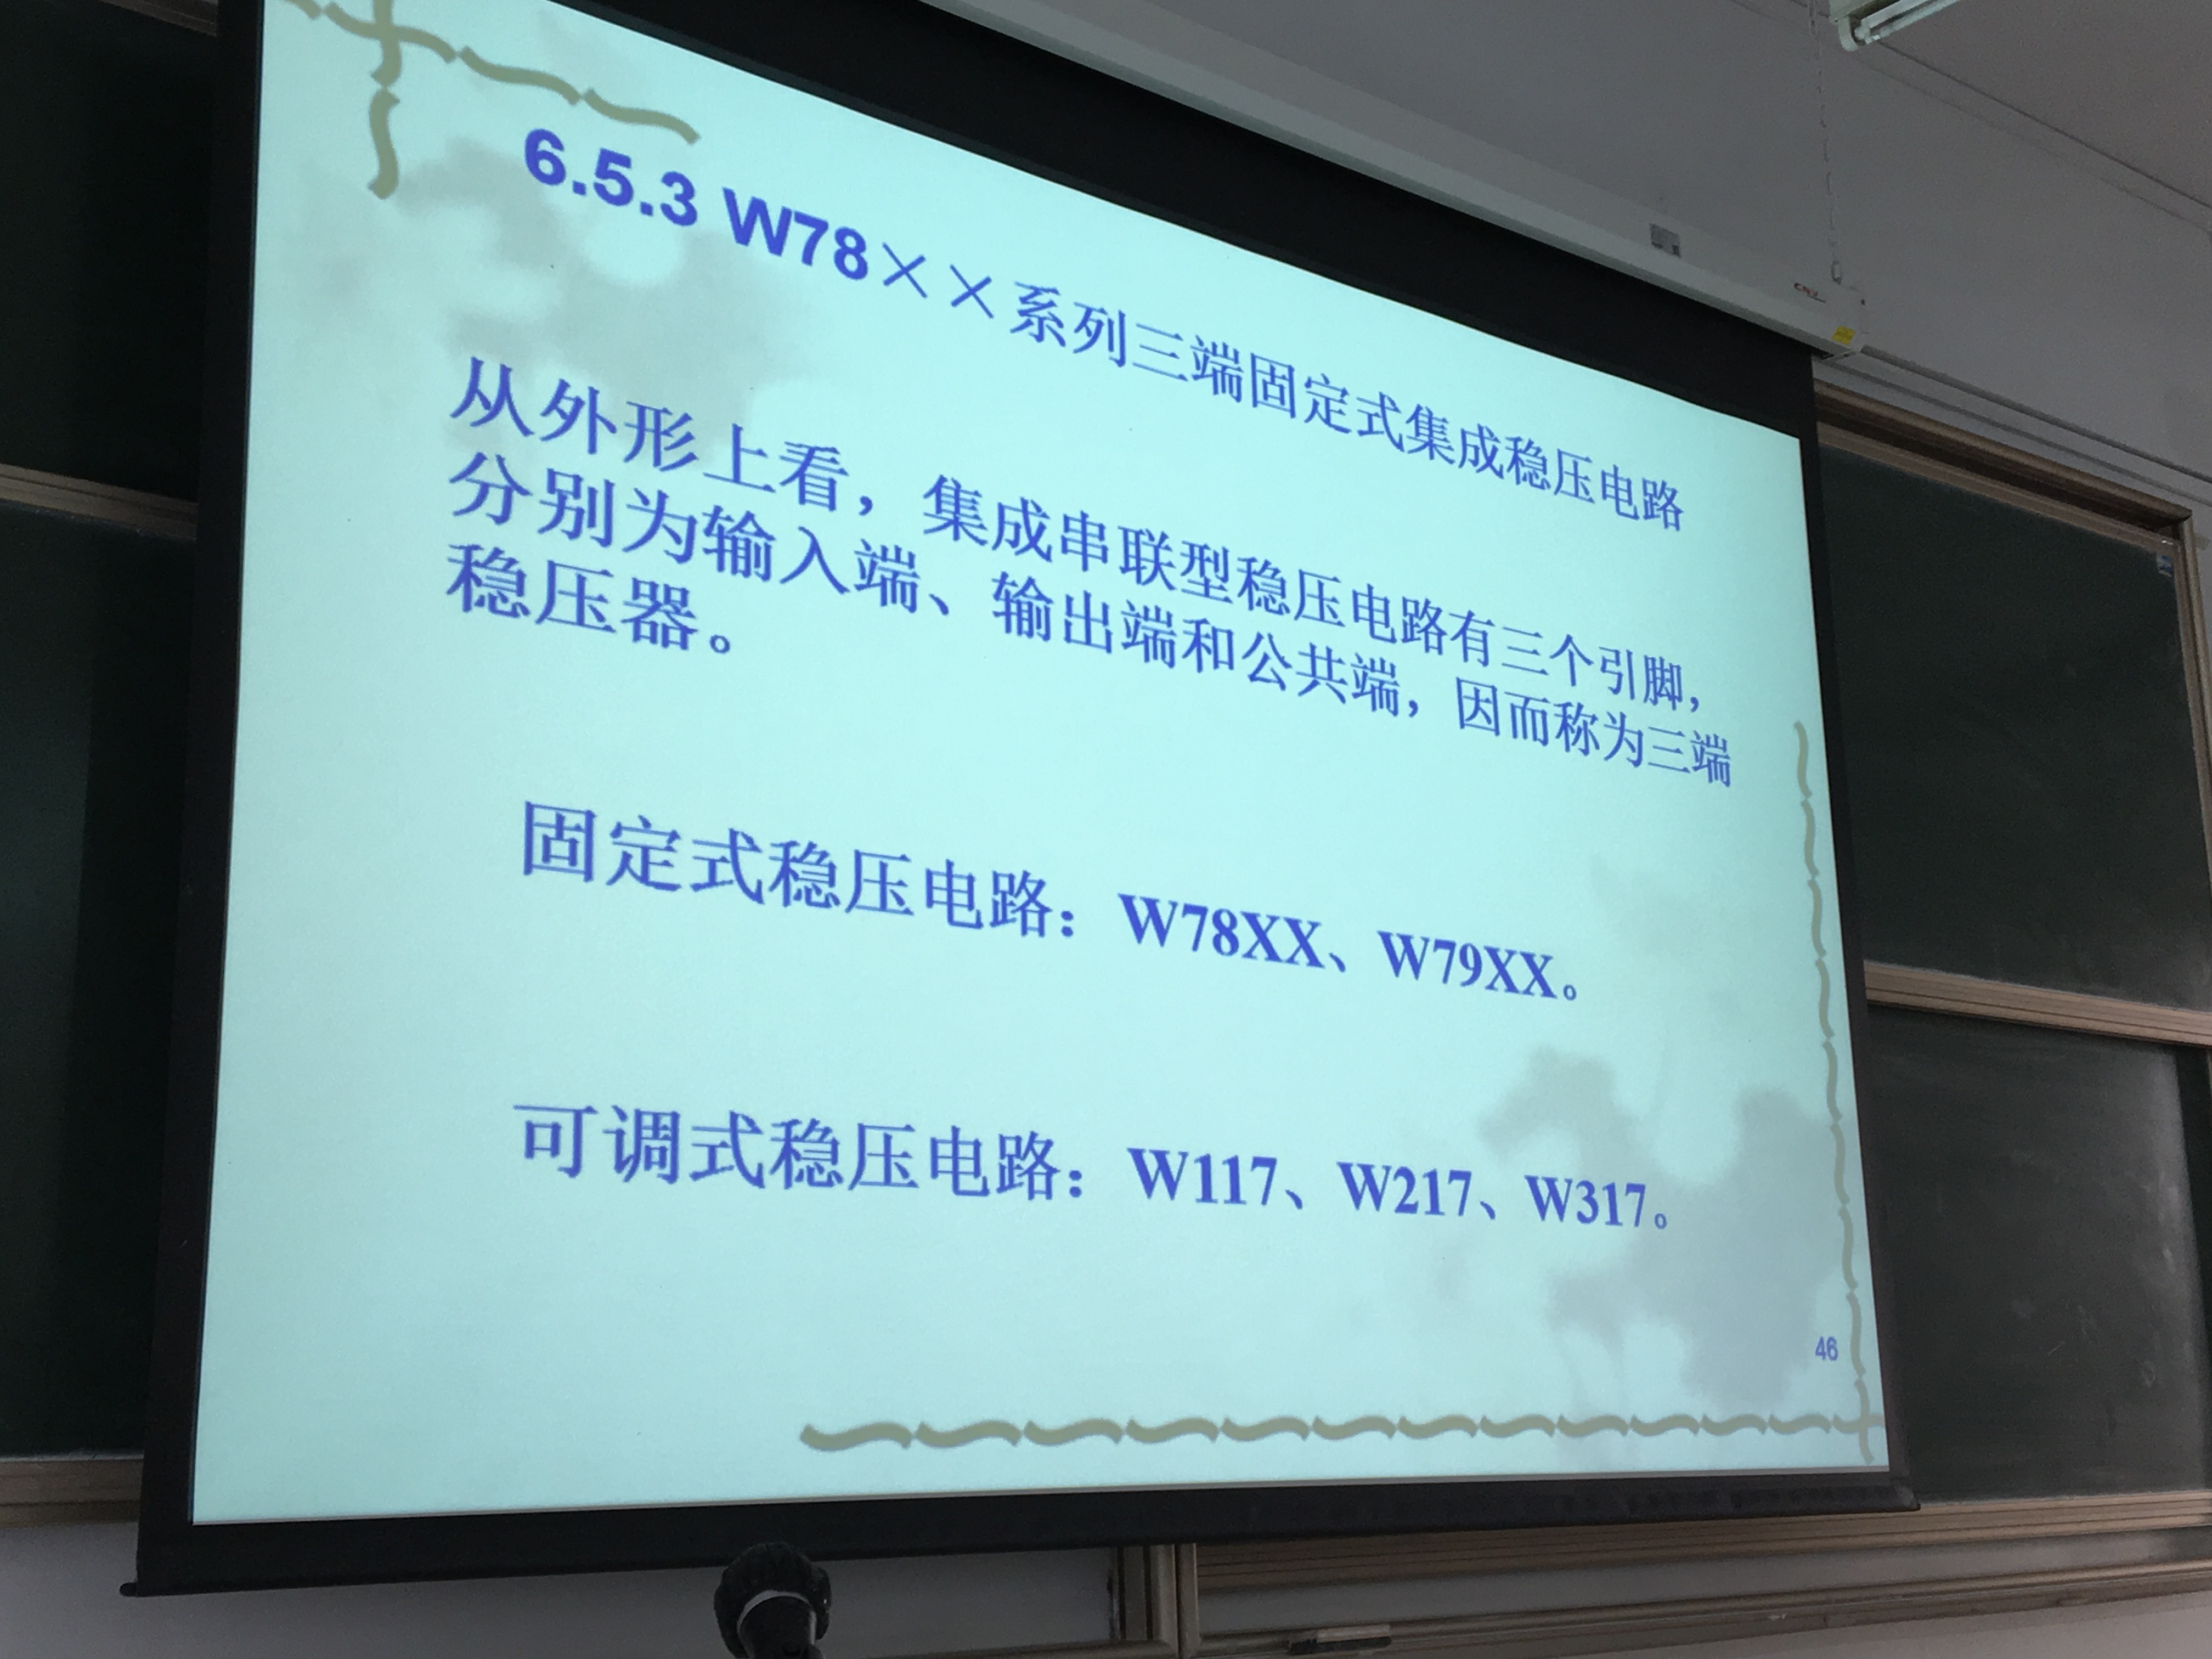 6.5.3 W78××系列三端固定式集成稳压电路
从外形上看，集成串联型稳压电路有三个引脚，
分别为输入端、输出端和公共端，因而称为三端
稳压器。
固定式稳压电路：W78XX、W79XX。
可调式稳压电路：W117、W217、W317。
46